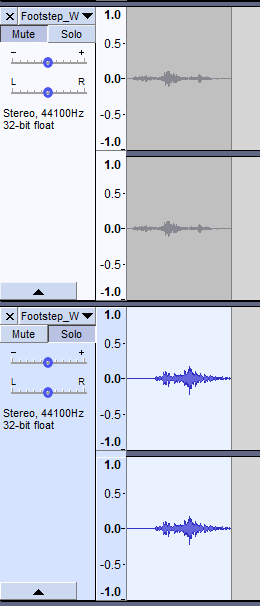 Footstep_W
Mute Solo
- +
L R
Stereo, 44100Hz
32-bit float
1.0
0.5-
0.0-
-0.5-
-1.0
1.0
0.5-
0.0-
-0.5-
-1.0
Footstep_W
Mute Solo
- +
L R
Stereo, 44100Hz
32-bit float
1.0
0.5-
0.0-
-0.5-
-1.0
1.0
0.5-
0.0-
-0.5-
-1.0